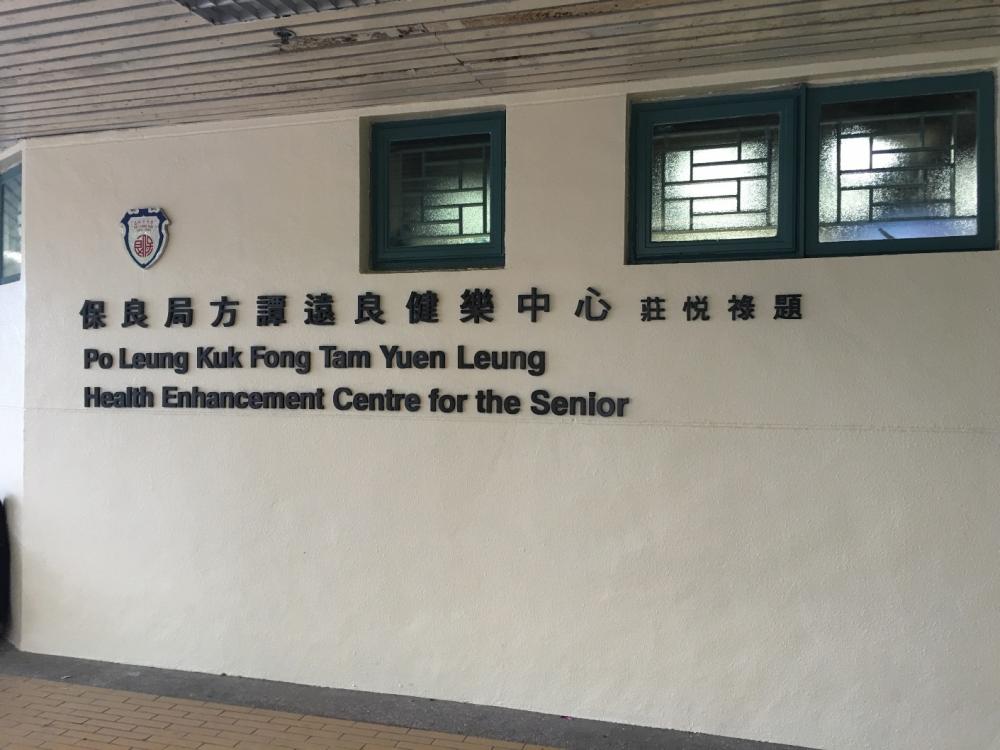 保良局方譚遠良健樂中心 莊悦祿題
Po Leung Kuk Fong Tam Yuen Leung
Health Enhancement Centre for the Senior